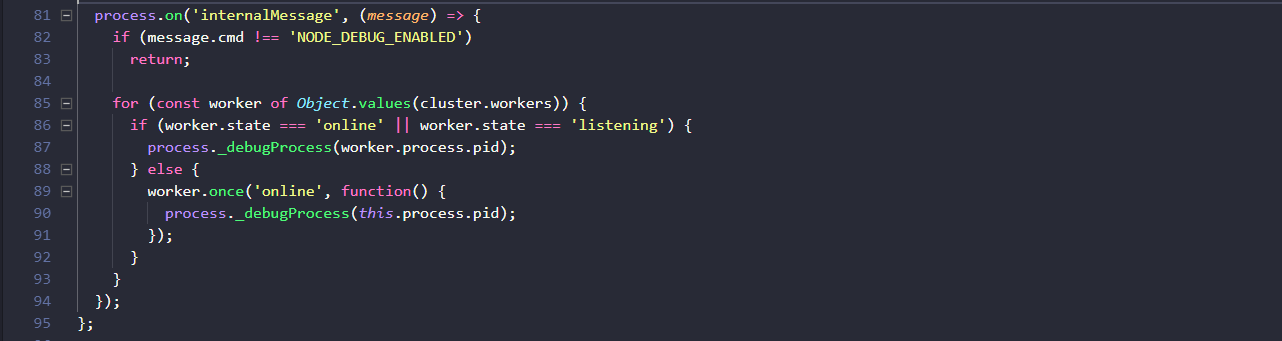 81 process.on('internalMessage', (message) => {
82 if (message.cmd !== 'NODE_DEBUG_ENABLED')
83 return;
84
85 for (const worker of Object.values(cluster.workers)) {
86 if (worker.state === 'online' || worker.state === 'listening') {
87 process._debugProcess(worker.process.pid);
88 } else {
89 worker.once('online', function() {
90 process._debugProcess(this.process.pid);
91 });
92 }
93 }
94 });
95 };